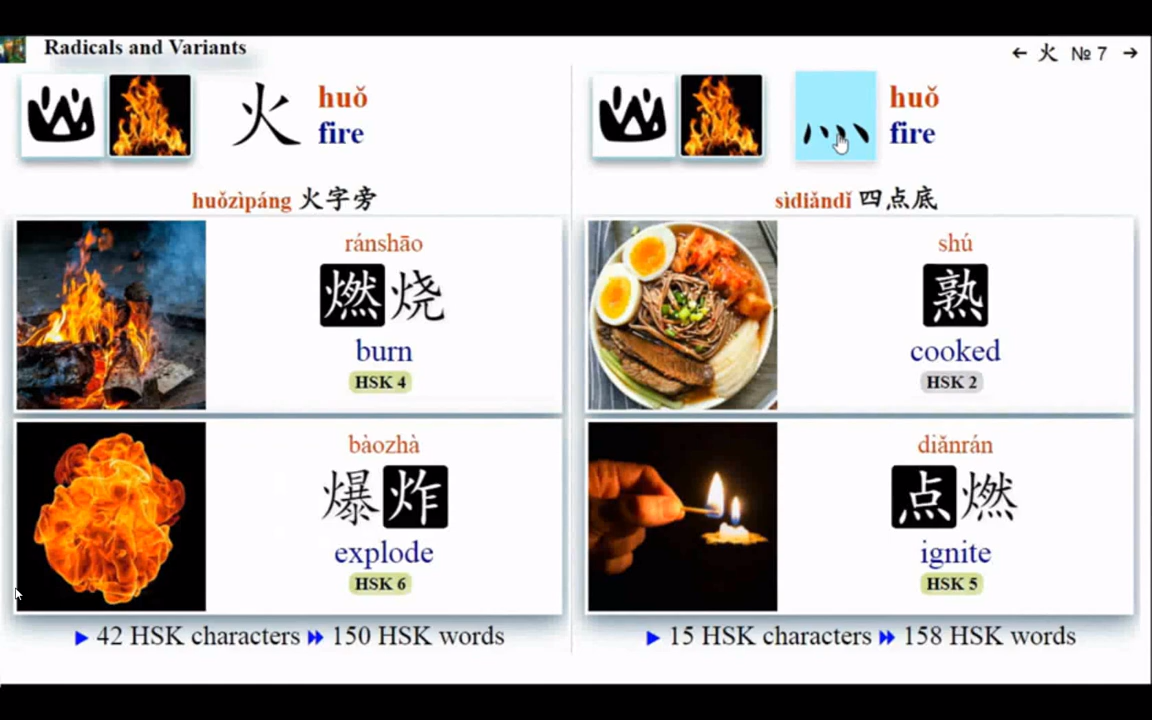 Radicals and Variants
← 火 № 7 →
火 huǒ
fire
huǒzìpáng 火字旁
ránshāo
燃烧
burn
HSK 4
bàozhà
爆炸
explode
HSK 6
▶ 42 HSK characters ▶▶ 150 HSK words
灬 huǒ
fire
sìdiǎndǐ 四点底
shú
熟
cooked
HSK 2
diǎnrán
点燃
ignite
HSK 5
▶ 15 HSK characters ▶▶ 158 HSK words